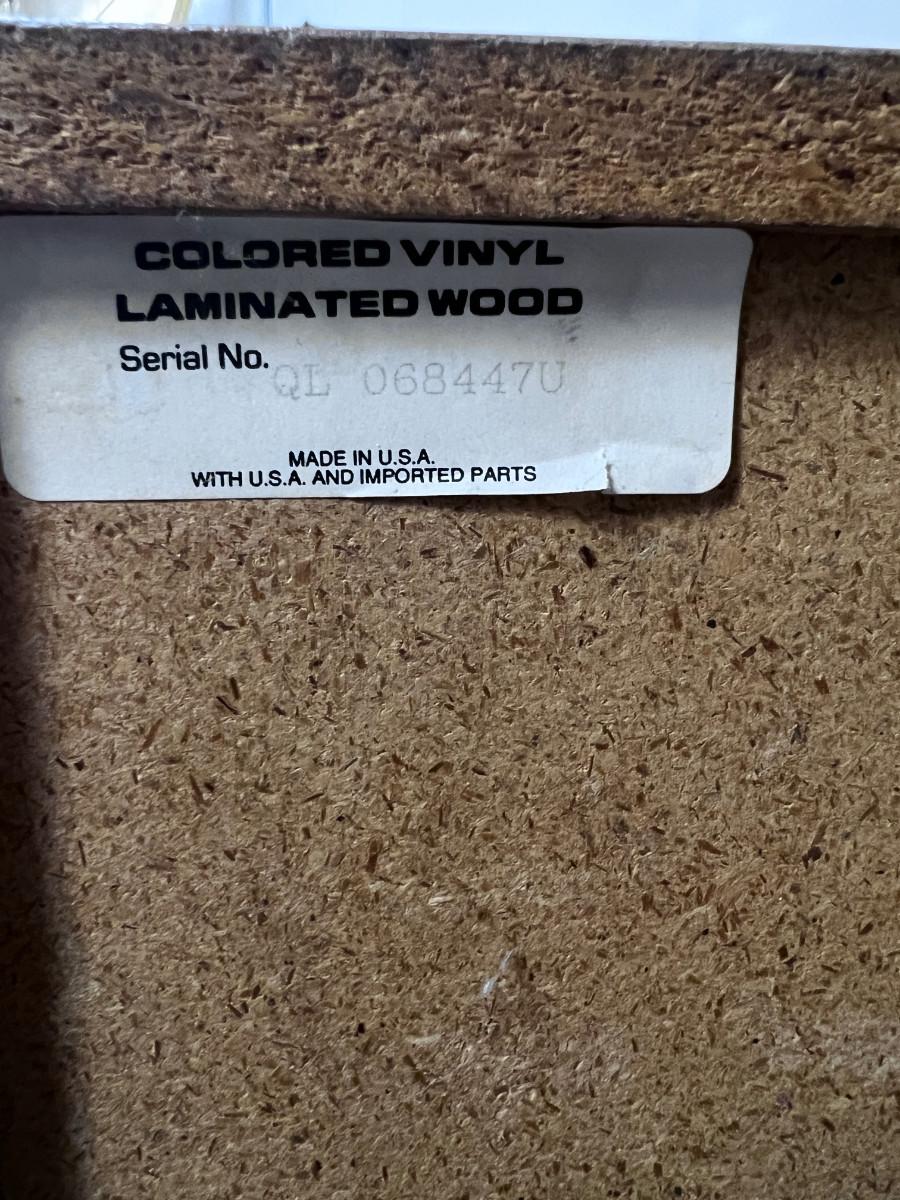 COLORED VINYL
LAMINATED WOOD
Serial No.
QL 068447U
MADE IN U.S.A.
WITH U.S.A. AND IMPORTED PARTS